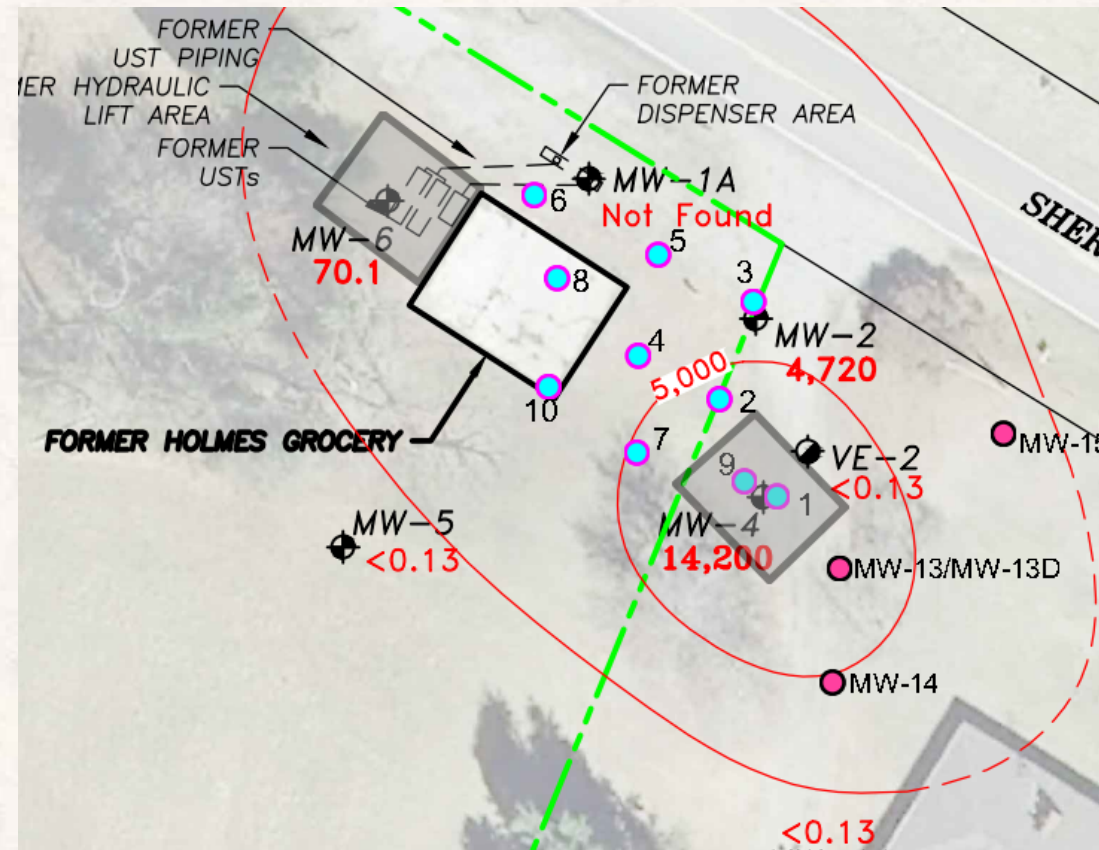 FORMER
UST PIPING
HYDRAULIC
LIFT AREA
FORMER
USTs
FORMER
DISPENSER AREA
MW-1A
Not Found
6
5
MW-6
70.1
8
3
MW-2
4,720
4
5,000
10
2
FORMER HOLMES GROCERY
7
MW-15
9
VE-2
<0.13
1
MW-4
14,200
MW-5
<0.13
MW-13/MW-13D
MW-14
<0.13